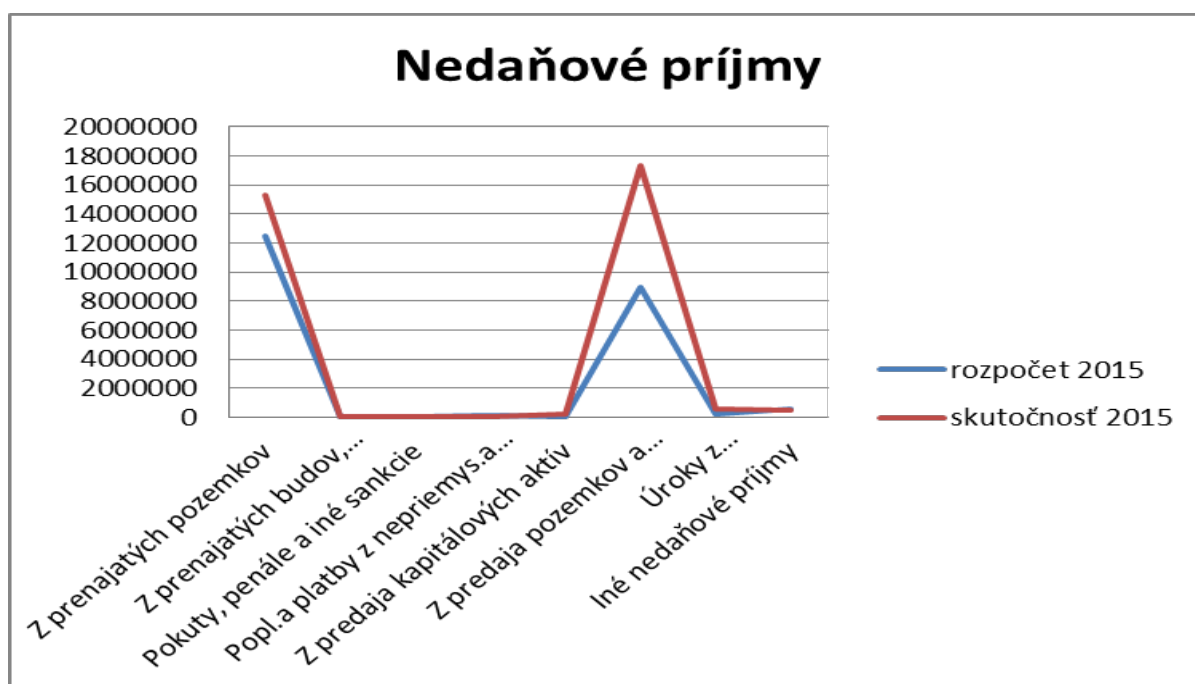 Nedaňové príjmy
20000000
18000000
16000000
14000000
12000000
10000000
8000000
6000000
4000000
2000000
0
Z prenajatých pozemkov
Z prenajatých budov,...
Pokuty, penále a iné sankcie
Popl.a platby z nepriemys.a...
Z predaja kapitálových aktív
Z predaja pozemkov a...
Úroky z...
Iné nedaňové príjmy
rozpočet 2015
skutočnosť 2015